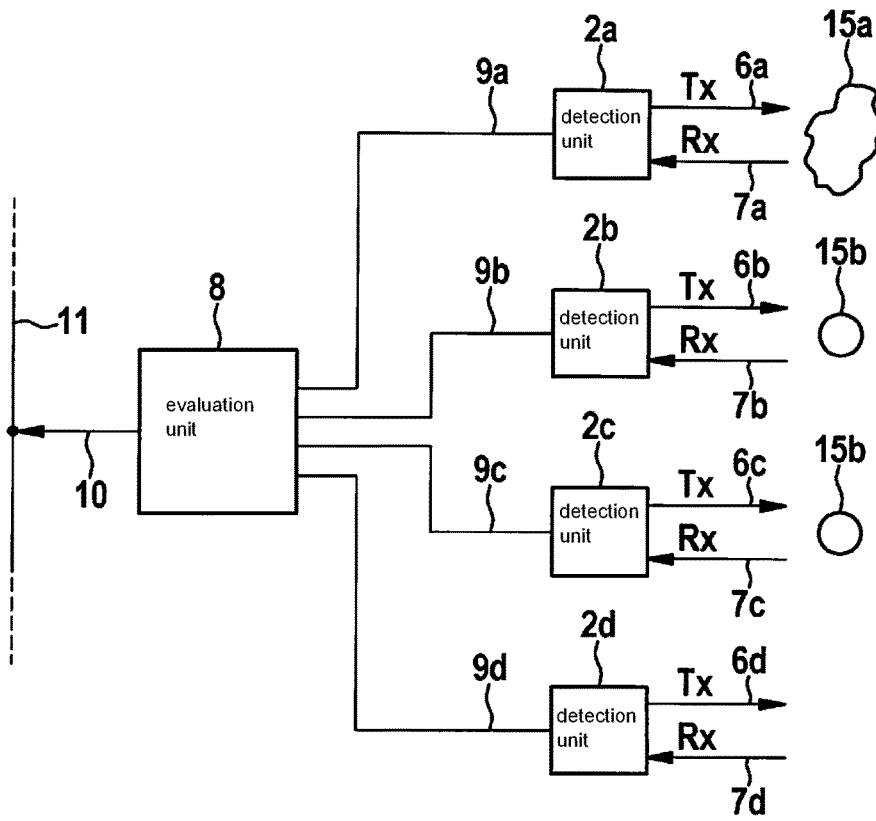 2a
15a
9a
Tx
6a
detection
unit
Rx
7a
2b
15b
9b
Tx
6b
8
11
detection
unit
Rx
7b
evaluation
unit
10
2c
15b
9c
Tx
6c
detection
unit
Rx
7c
2d
9d
Tx
6d
detection
unit
Rx
7d